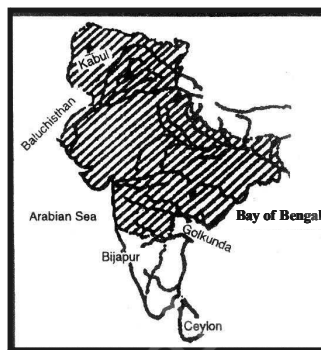 Kabul
Baluchisthan
Arabian Sea
Bay of Bengal
Golkunda
Bijapur
Ceylon